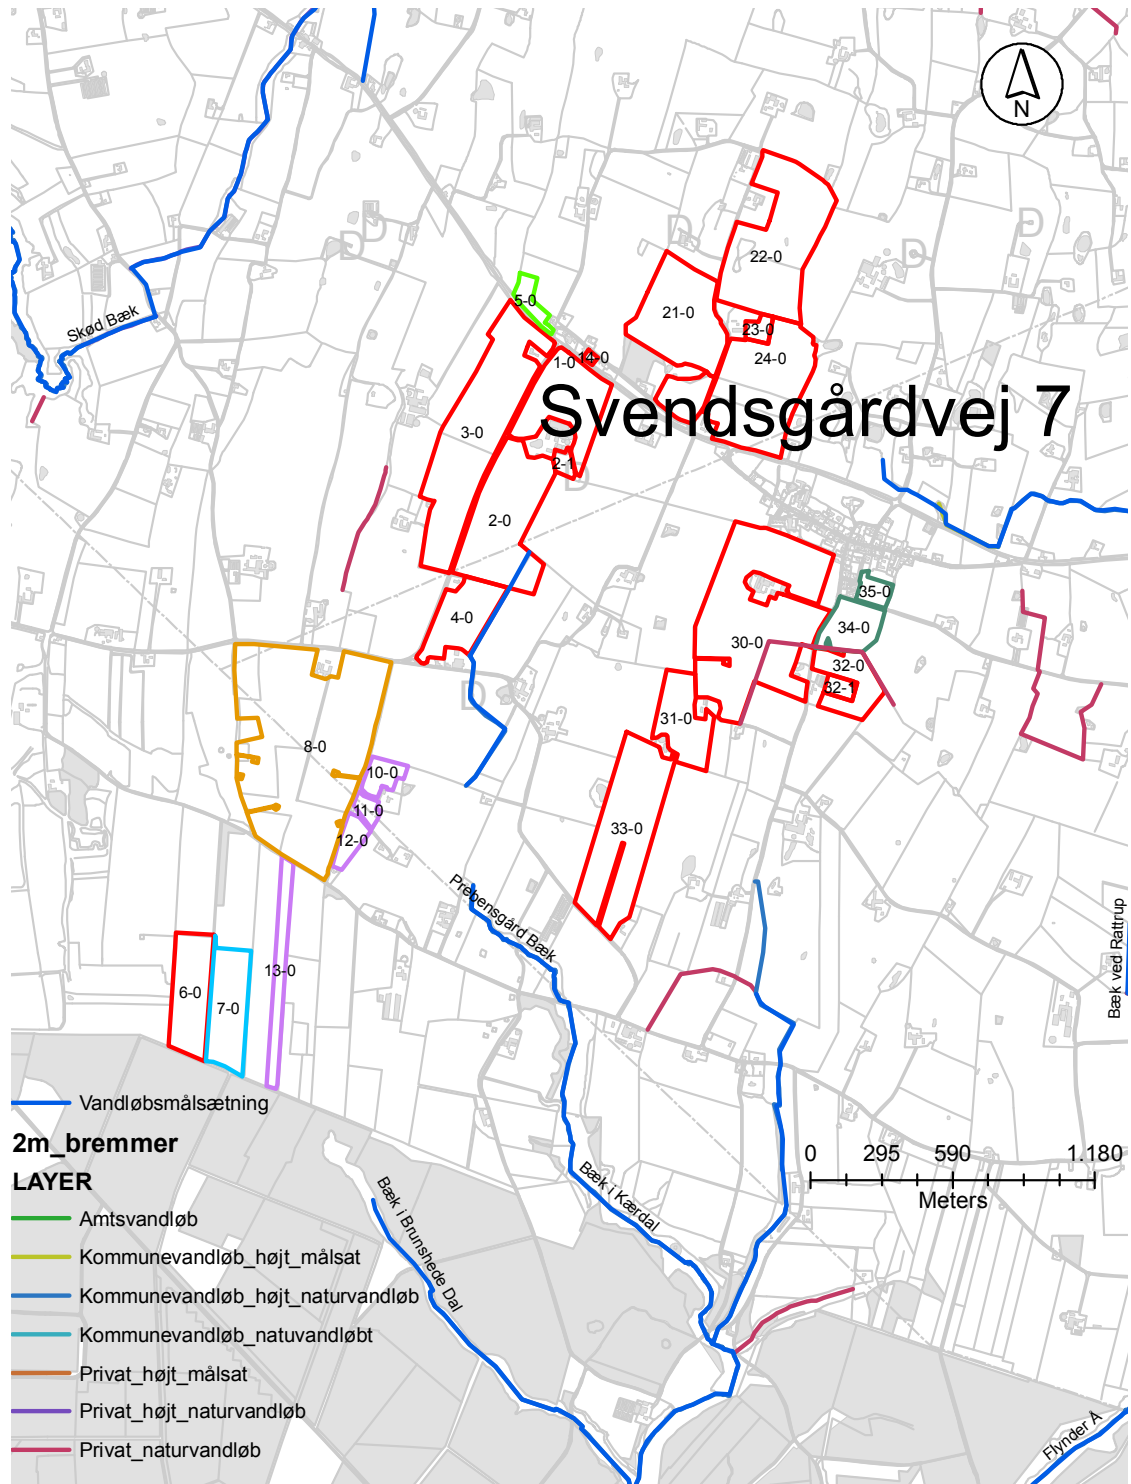 N
Skød Bæk
22-0
5-0
21-0
23-0
24-0
1-0
14-0
Svendsgårdvej 7
3-0
2-1
2-0
35-0
4-0
34-0
30-0
32-0
32-1
31-0
8-0
10-0
11-0
12-0
33-0
Prebensgård Bæk
Bæk ved Rattrup
13-0
6-0
7-0
Vandløbsmålsætning
2m_bremmer
LAYER
Amtsvandløb
Kommunevandløb_højt_målsat
Kommunevandløb_højt_naturvandløb
Kommunevandløb_natuvandløbt
Privat_højt_målsat
Privat_højt_naturvandløb
Privat_naturvandløb
0 295 590 1.180
Meters
Bæk i Kærdal
Bæk i Brunshede Dal
Flynder Å
D
D
D
D
D
D